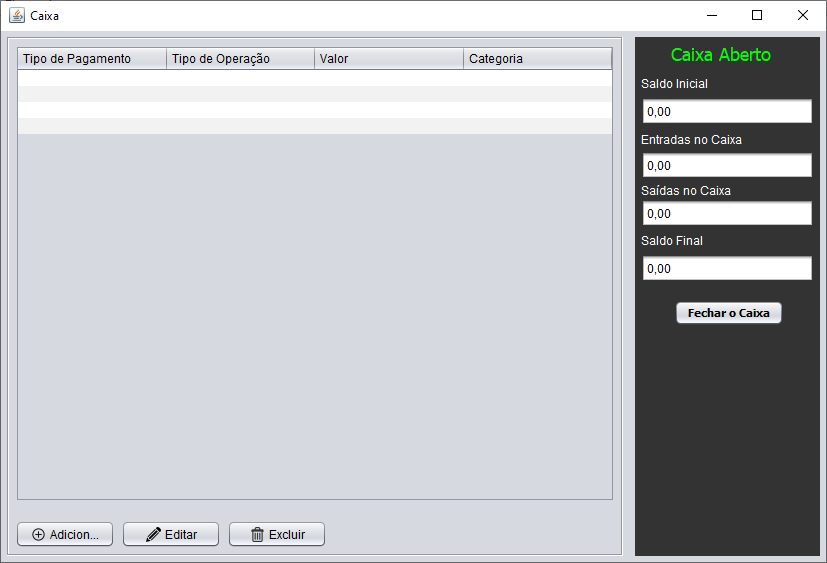 Caixa
Tipo de Pagamento Tipo de Operação Valor Categoria
Adicion... Editar Excluir
Caixa Aberto
Saldo Inicial
0,00
Entradas no Caixa
0,00
Saídas no Caixa
0,00
Saldo Final
0,00
Fechar o Caixa